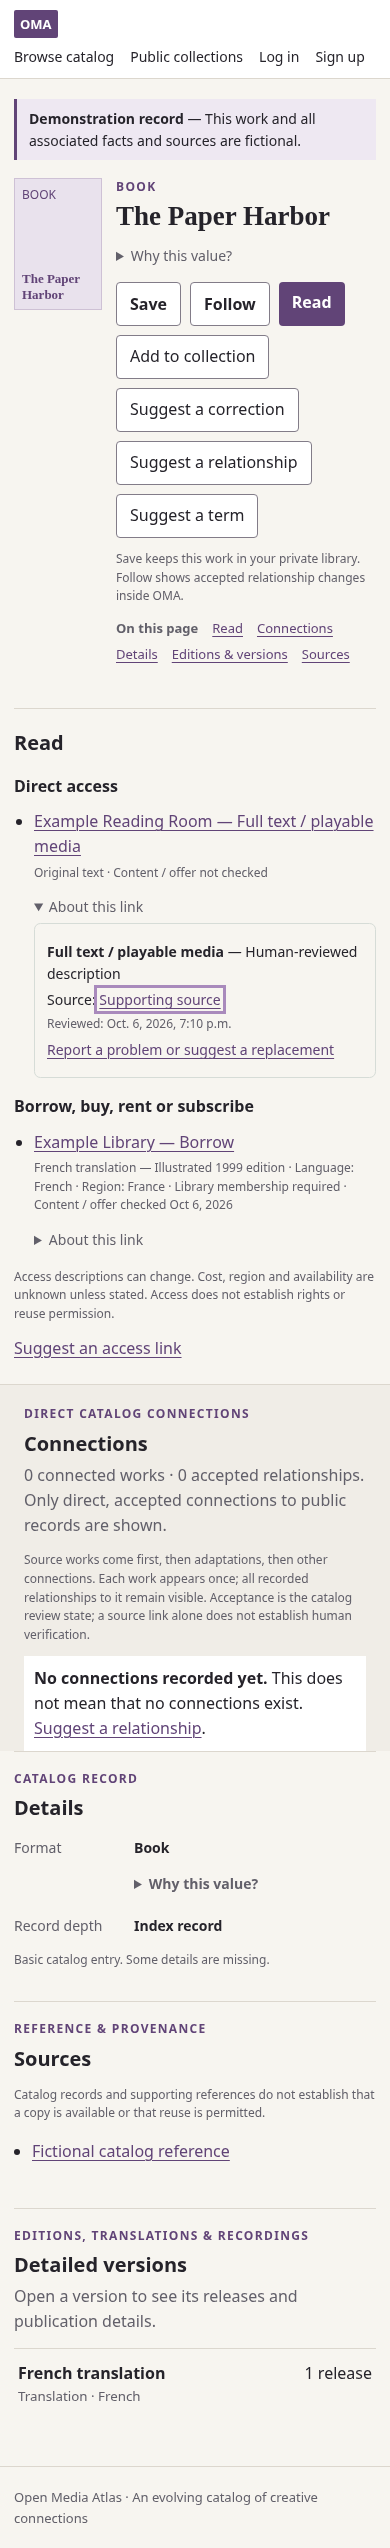 OMA
Browse catalog Public collections Log in Sign up
Demonstration record — This work and all
associated facts and sources are fictional.
BOOK
The Paper
Harbor
BOOK
The Paper Harbor
▶ Why this value?
Save Follow Read
Add to collection
Suggest a correction
Suggest a relationship
Suggest a term
Save keeps this work in your private library.
Follow shows accepted relationship changes
inside OMA.
On this page Read Connections
Details Editions & versions Sources
Read
Direct access
• Example Reading Room — Full text / playable
media
Original text · Content / offer not checked
▼ About this link
Full text / playable media — Human-reviewed
description
Source: Supporting source
Reviewed: Oct. 6, 2026, 7:10 p.m.
Report a problem or suggest a replacement
Borrow, buy, rent or subscribe
• Example Library — Borrow
French translation — Illustrated 1999 edition · Language:
French · Region: France · Library membership required ·
Content / offer checked Oct 6, 2026
▶ About this link
Access descriptions can change. Cost, region and availability are
unknown unless stated. Access does not establish rights or
reuse permission.
Suggest an access link
DIRECT CATALOG CONNECTIONS
Connections
0 connected works · 0 accepted relationships.
Only direct, accepted connections to public
records are shown.
Source works come first, then adaptations, then other
connections. Each work appears once; all recorded
relationships to it remain visible. Acceptance is the catalog
review state; a source link alone does not establish human
verification.
No connections recorded yet. This does
not mean that no connections exist.
Suggest a relationship.
CATALOG RECORD
Details
Format Book
▶ Why this value?
Record depth Index record
Basic catalog entry. Some details are missing.
REFERENCE & PROVENANCE
Sources
Catalog records and supporting references do not establish that
a copy is available or that reuse is permitted.
• Fictional catalog reference
EDITIONS, TRANSLATIONS & RECORDINGS
Detailed versions
Open a version to see its releases and
publication details.
French translation 1 release
Translation · French
Open Media Atlas · An evolving catalog of creative
connections